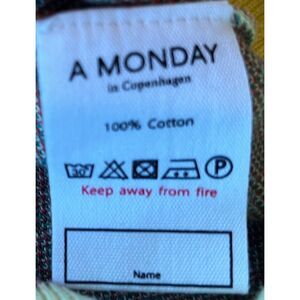 A MONDAY
in Copenhagen
100% Cotton
30° P
Keep away from fire
Name